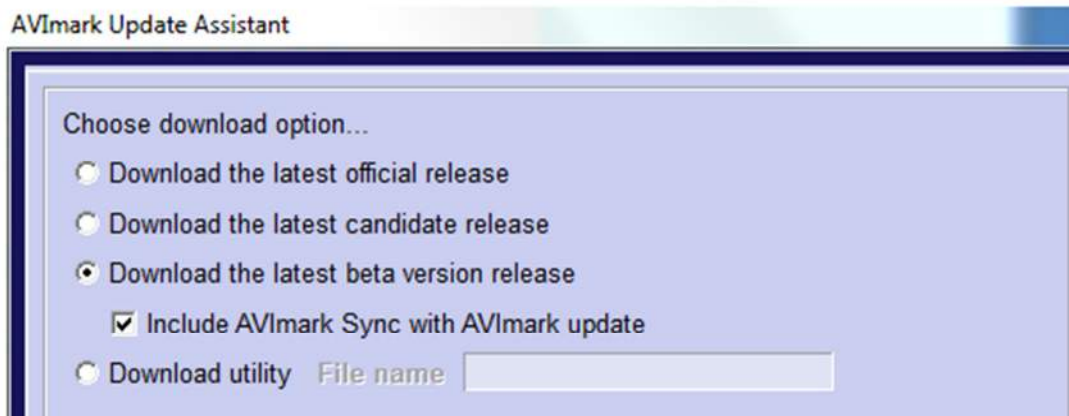 AVImark Update Assistant
Choose download option...
Download the latest official release
Download the latest candidate release
Download the latest beta version release
Include AVImark Sync with AVImark update
Download utility File name